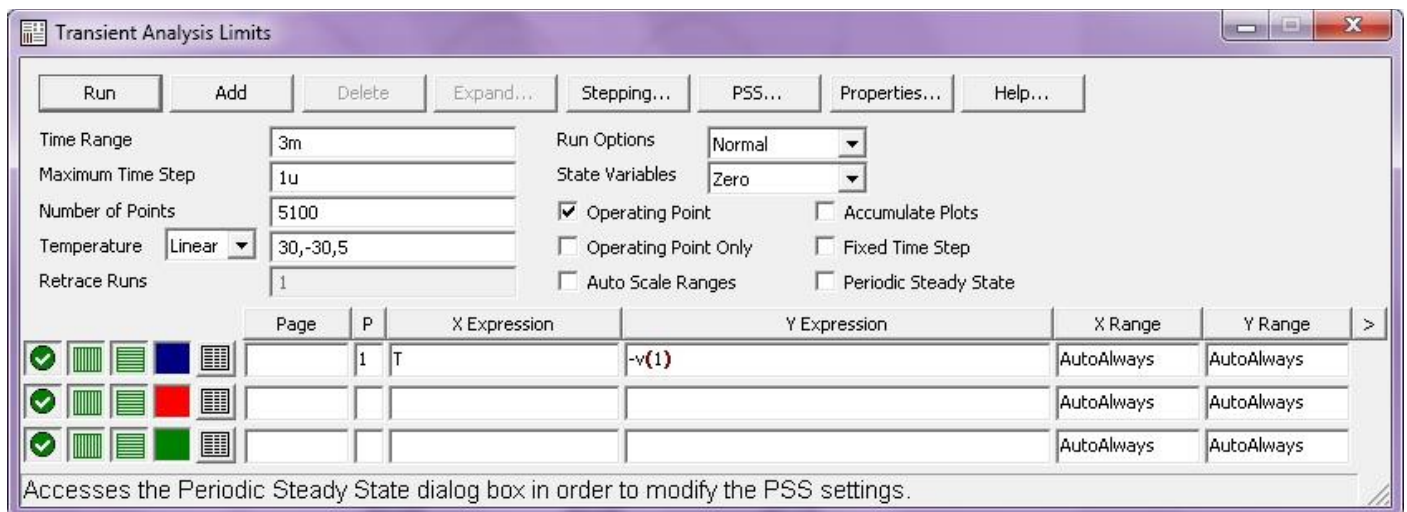 Transient Analysis Limits
Run Add Delete Expand... Stepping... PSS... Properties... Help...
Time Range 3m Run Options Normal
Maximum Time Step 1u State Variables Zero
Number of Points 5100 Operating Point Accumulate Plots
Temperature Linear 30,-30,5 Operating Point Only Fixed Time Step
Retrace Runs 1 Auto Scale Ranges Periodic Steady State
Page P X Expression Y Expression X Range Y Range >
1 T -v(1) AutoAlways AutoAlways
AutoAlways AutoAlways
AutoAlways AutoAlways
Accesses the Periodic Steady State dialog box in order to modify the PSS settings.